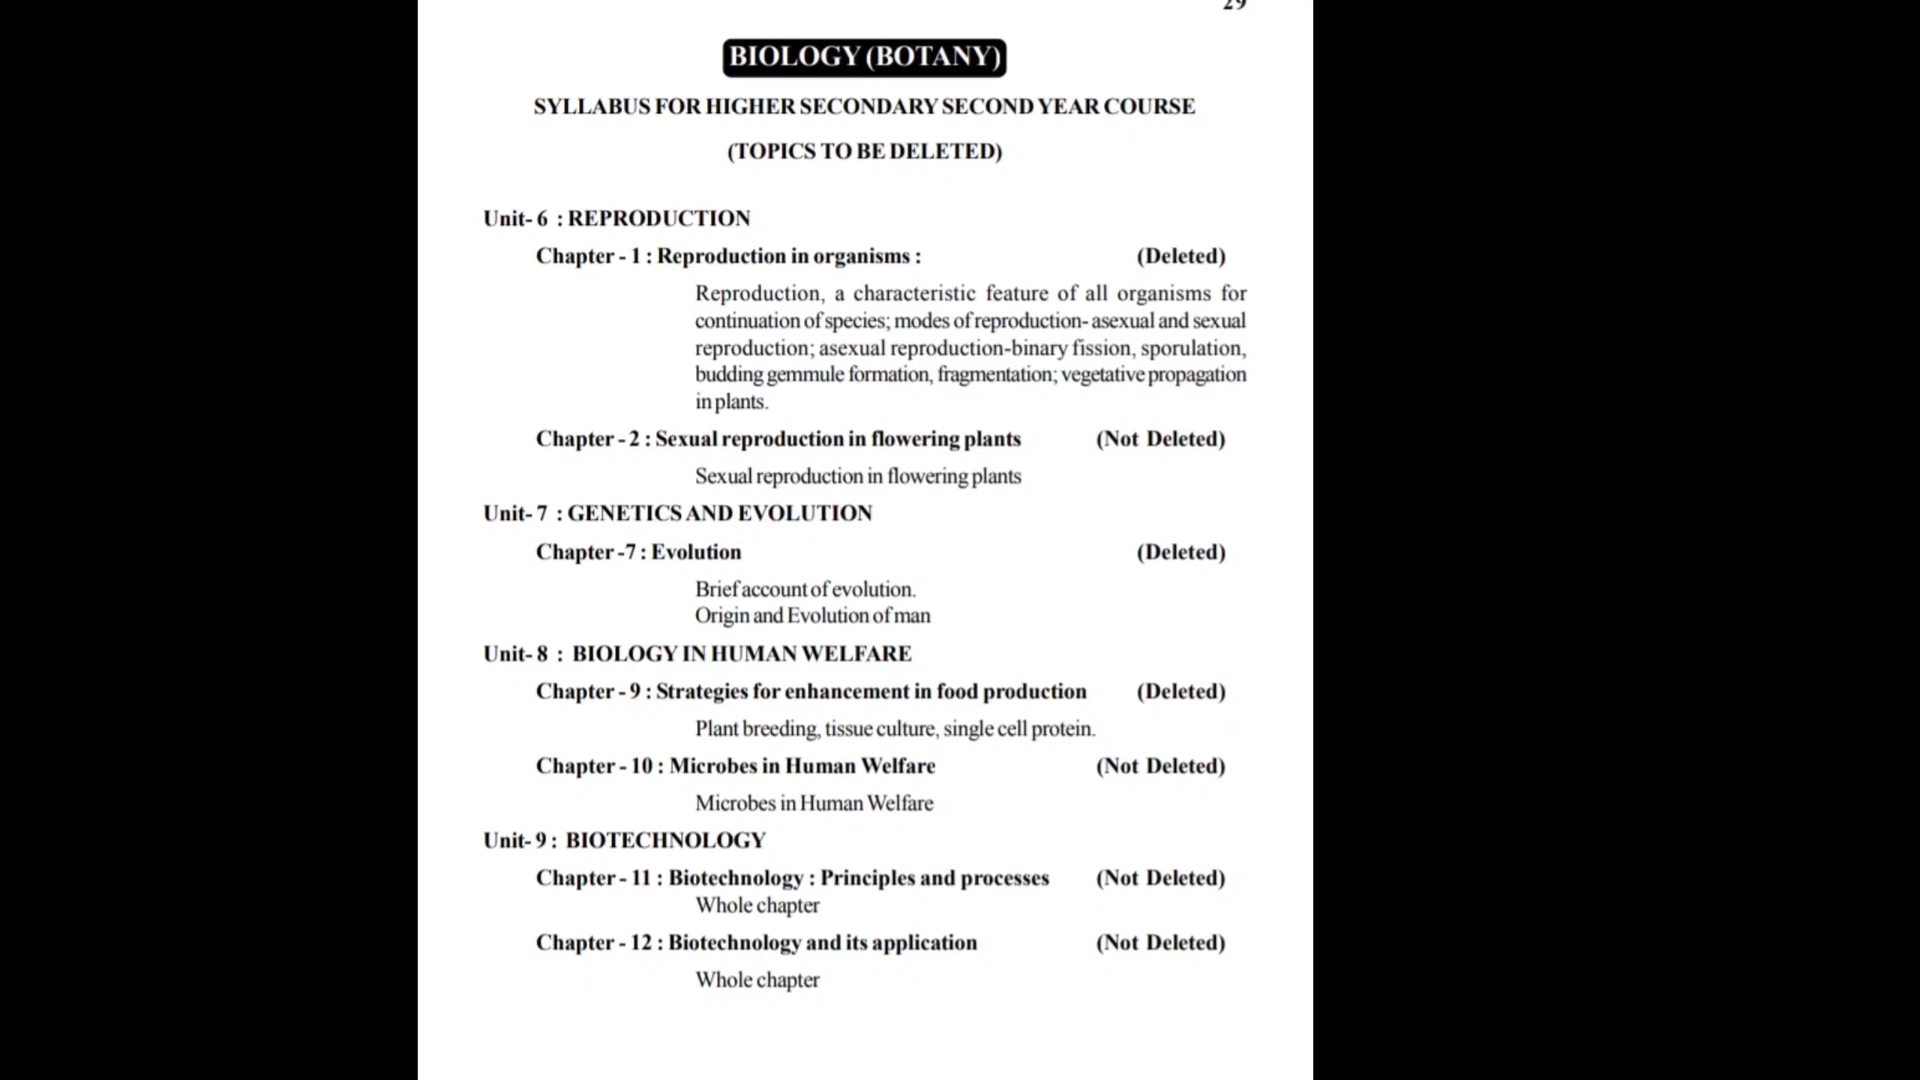 29
BIOLOGY (BOTANY)
SYLLABUS FOR HIGHER SECONDARY SECOND YEAR COURSE
(TOPICS TO BE DELETED)
Unit- 6 : REPRODUCTION
Chapter - 1 : Reproduction in organisms : (Deleted)
Reproduction, a characteristic feature of all organisms for
continuation of species; modes of reproduction- asexual and sexual
reproduction; asexual reproduction-binary fission, sporulation,
budding gemmule formation, fragmentation; vegetative propagation
in plants.
Chapter - 2 : Sexual reproduction in flowering plants (Not Deleted)
Sexual reproduction in flowering plants
Unit- 7 : GENETICS AND EVOLUTION
Chapter -7 : Evolution (Deleted)
Brief account of evolution.
Origin and Evolution of man
Unit- 8 : BIOLOGY IN HUMAN WELFARE
Chapter - 9 : Strategies for enhancement in food production (Deleted)
Plant breeding, tissue culture, single cell protein.
Chapter - 10 : Microbes in Human Welfare (Not Deleted)
Microbes in Human Welfare
Unit- 9 : BIOTECHNOLOGY
Chapter - 11 : Biotechnology : Principles and processes (Not Deleted)
Whole chapter
Chapter - 12 : Biotechnology and its application (Not Deleted)
Whole chapter